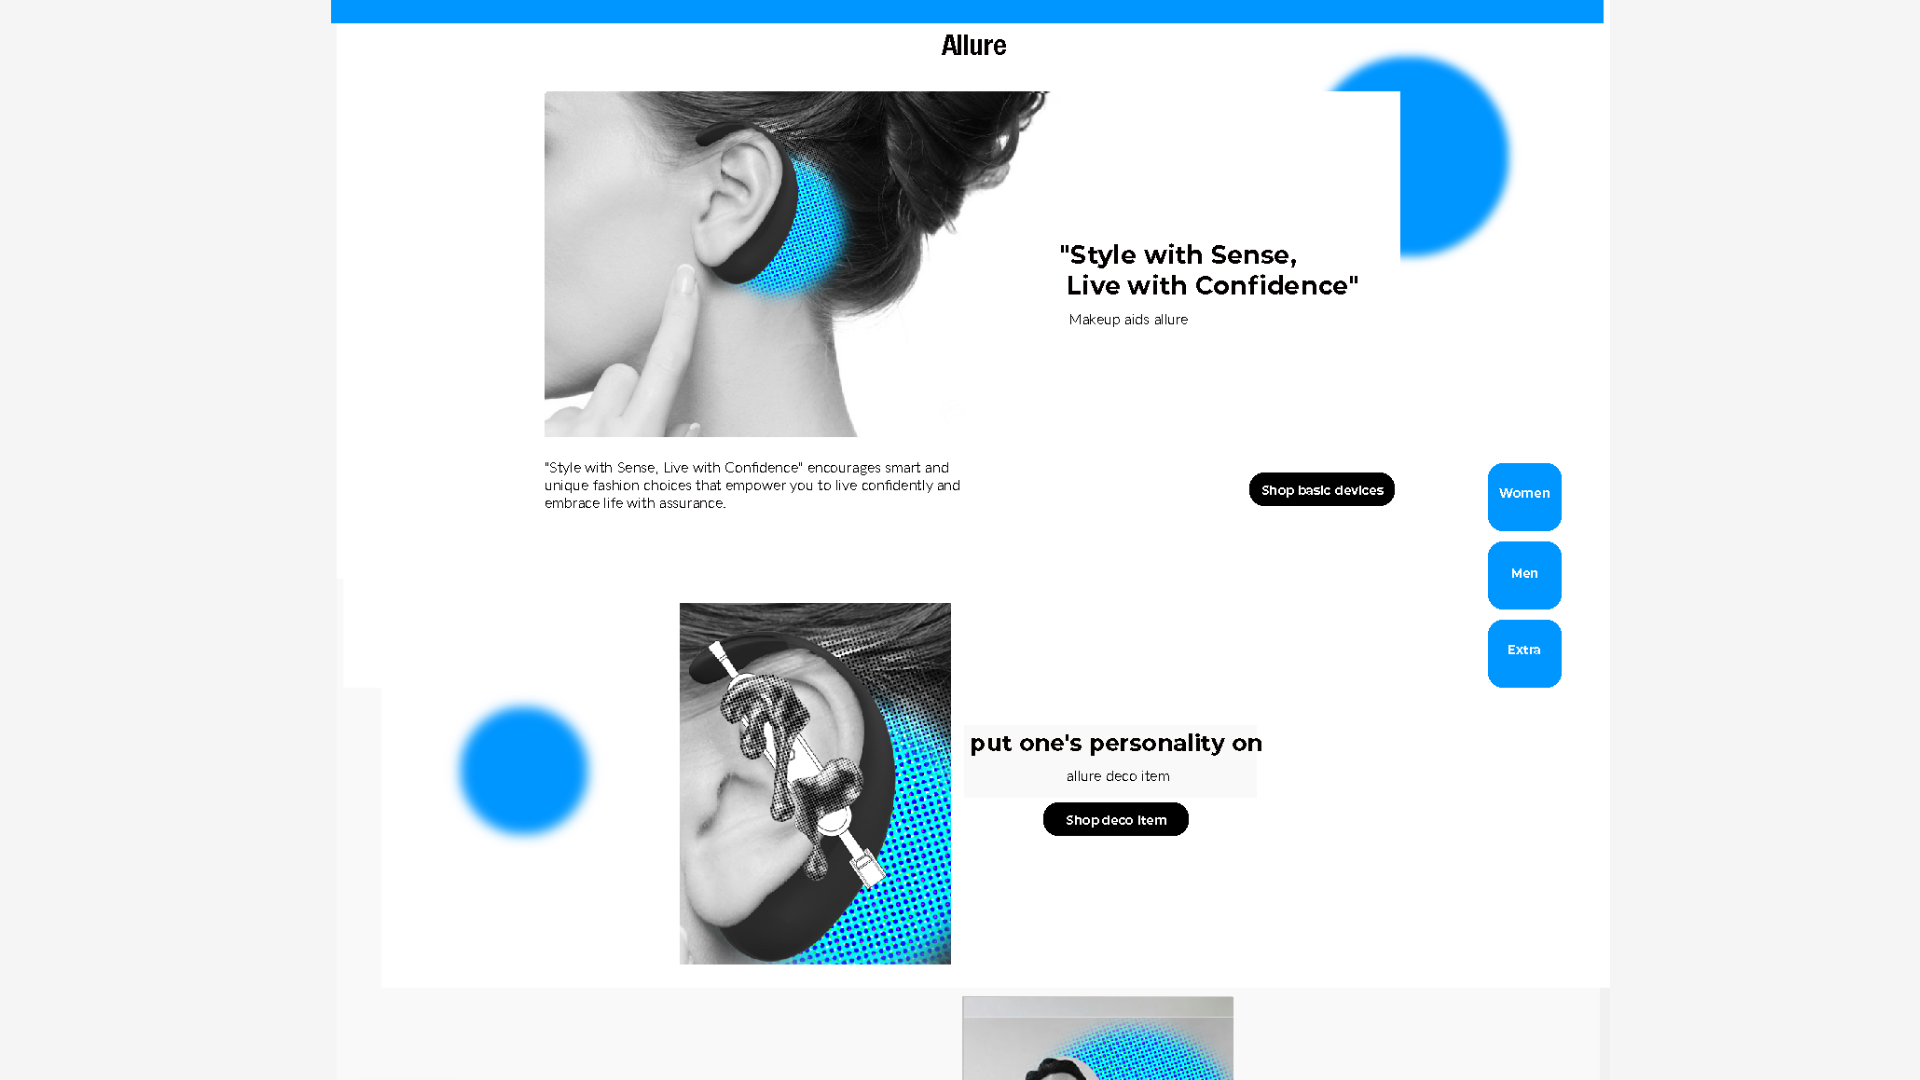 Allure
"Style with Sense,
Live with Confidence"
Makeup aids allure
"Style with Sense, Live with Confidence" encourages smart and
unique fashion choices that empower you to live confidently and
embrace life with assurance.
Shop basic devices
Women
Men
Extra
put one's personality on
allure deco item
Shop deco item